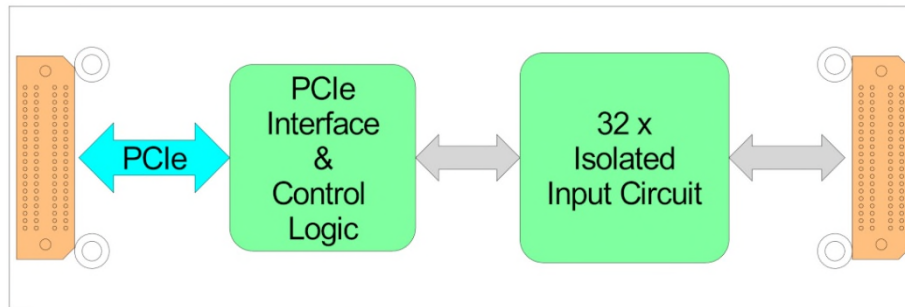 PCIe
PCIe
Interface
&
Control
Logic
32 x
Isolated
Input Circuit